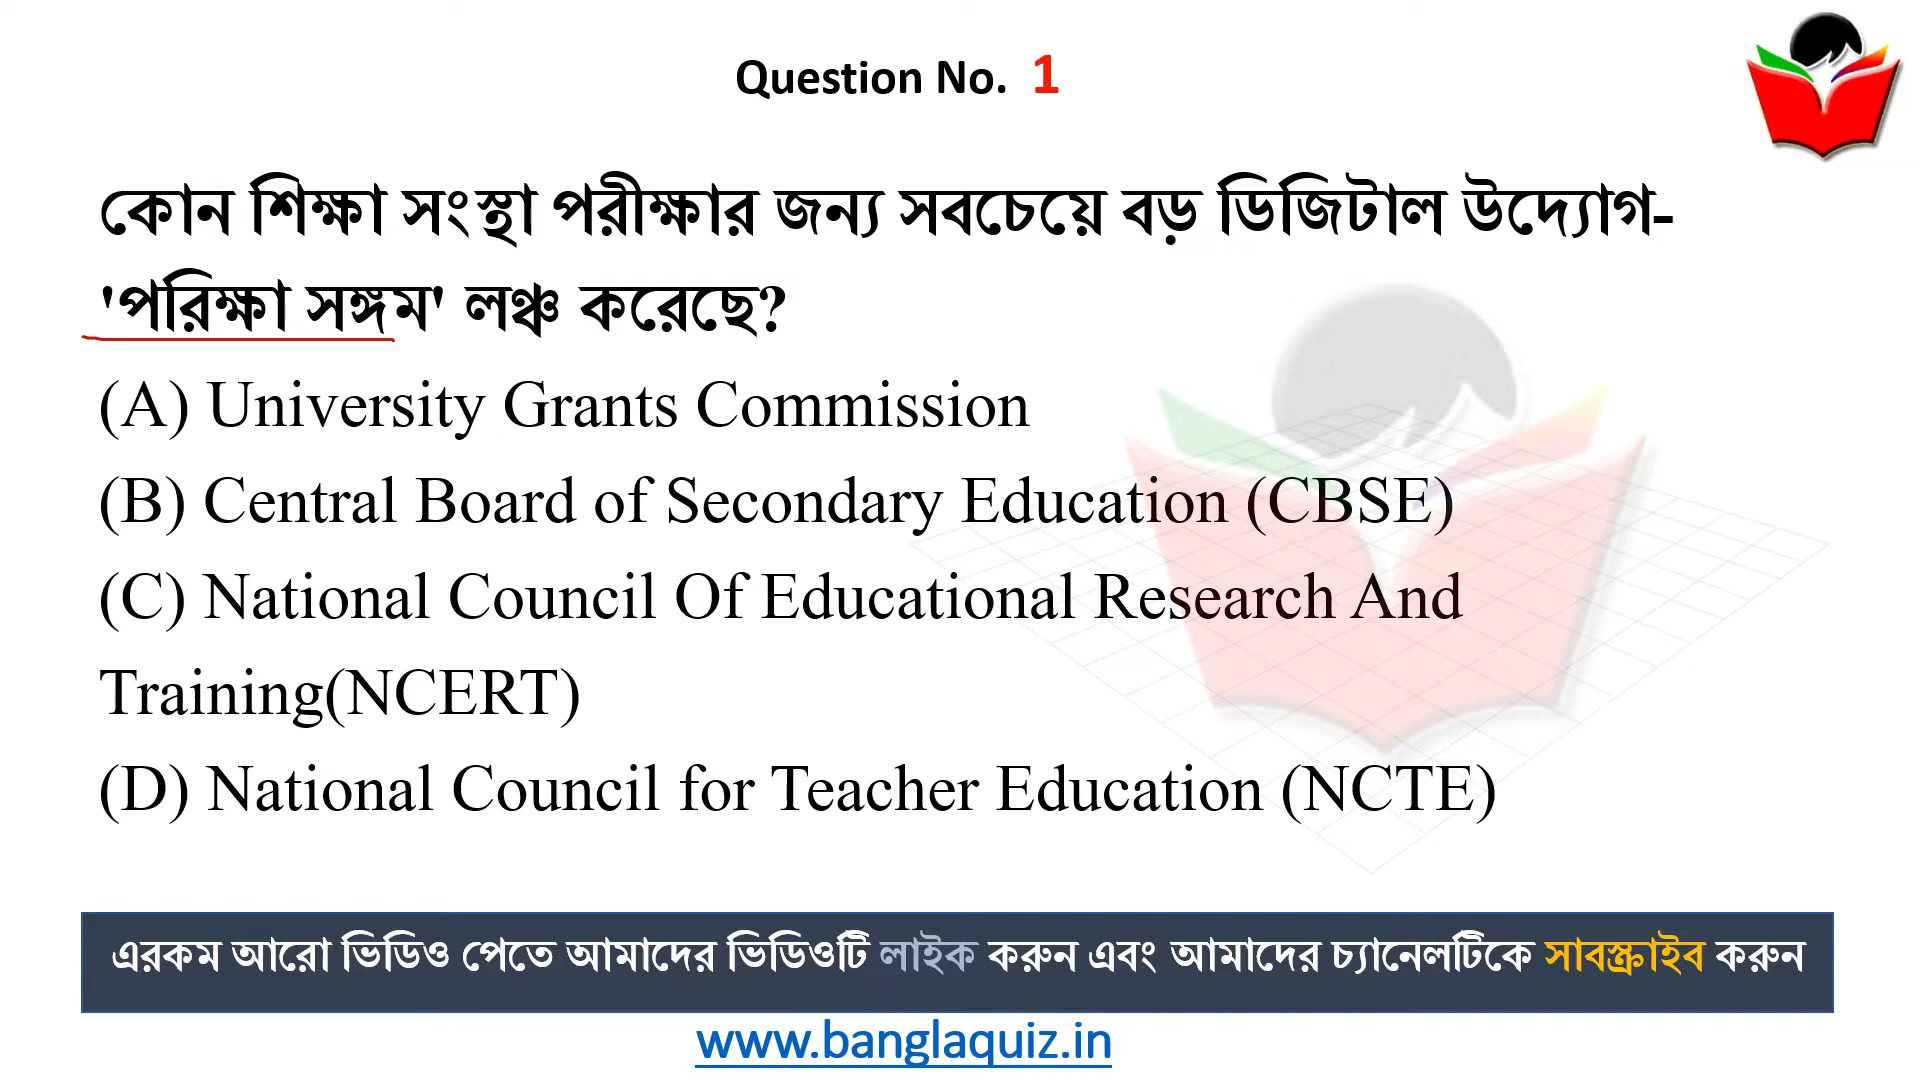 Question No. 1
কোন শিক্ষা সংস্থা পরীক্ষার জন্য সবচেয়ে বড় ডিজিটাল উদ্যোগ-
'পরিক্ষা সঙ্গম' লঞ্চ করেছে?
(A) University Grants Commission
(B) Central Board of Secondary Education (CBSE)
(C) National Council Of Educational Research And
Training(NCERT)
(D) National Council for Teacher Education (NCTE)
এরকম আরো ভিডিও পেতে আমাদের ভিডিওটি লাইক করুন এবং আমাদের চ্যানেলটিকে সাবস্ক্রাইব করুন
www.banglaquiz.in